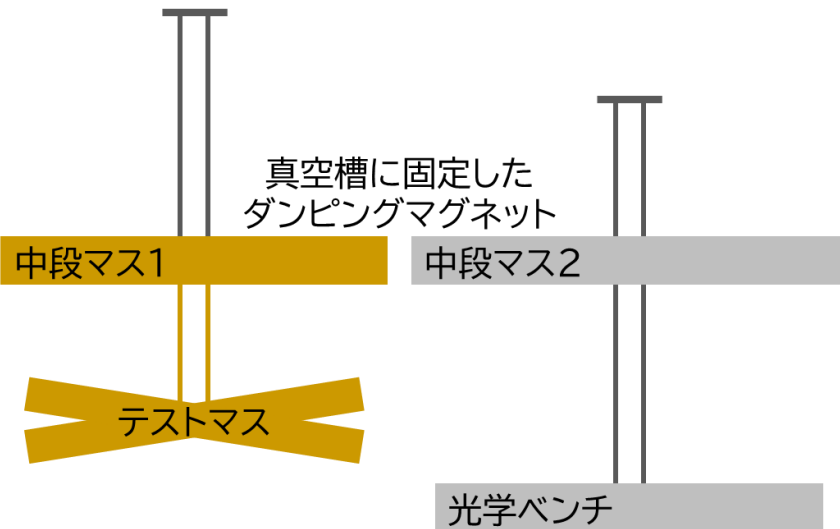 真空槽に固定した
ダンピングマグネット
中段マス1
中段マス2
テストマス
光学ベンチ